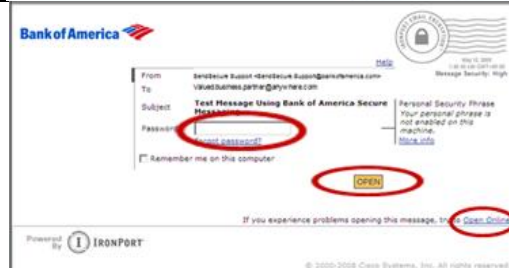 Bank of America
Help
Message Security: High
From SendSecure Support <SendSecure.Support@bankofamerica.com>
To valued.business.partner@anywhere.com
Subject Test Message Using Bank of America Secure
Messaging
Password
Forgot password?
Remember me on this computer
Personal Security Phrase
Your personal phrase is
not enabled on this
machine.
More info
OPEN
If you experience problems opening this message, try to Open Online
Powered
By
IRONPORT
© 2000-2008 Cisco Systems, Inc. All rights reserved